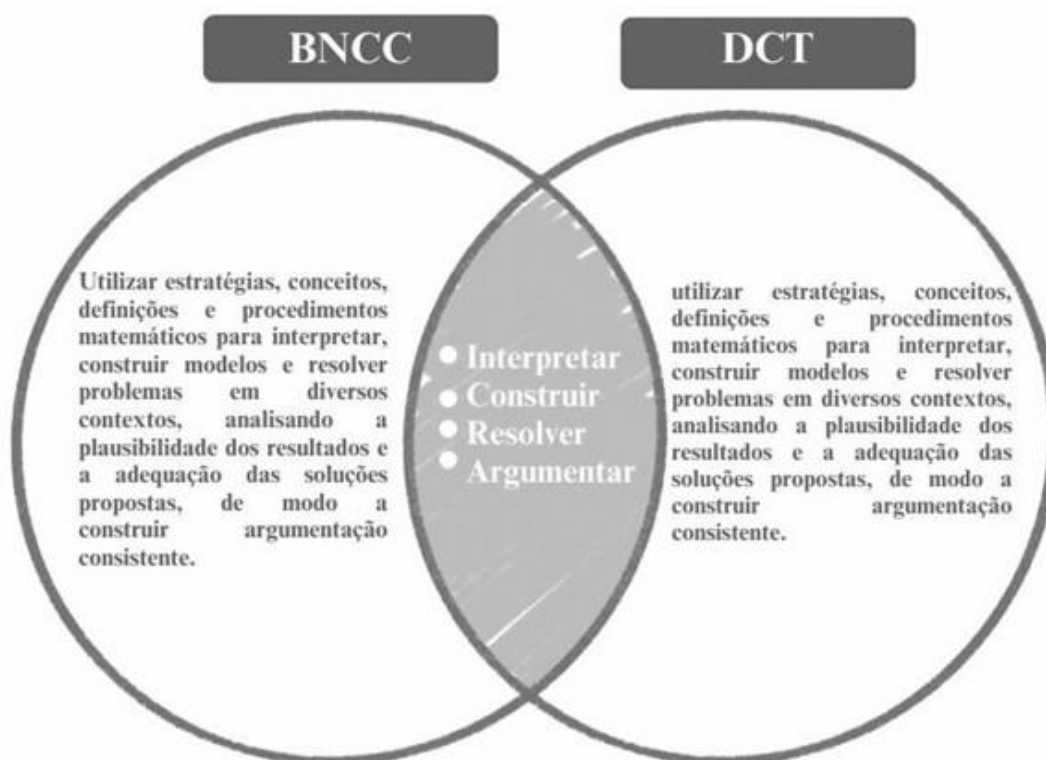 BNCC
DCT
Utilizar estratégias, conceitos,
definições e procedimentos
matemáticos para interpretar,
construir modelos e resolver
problemas em diversos
contextos, analisando a
plausibilidade dos resultados e
a adequação das soluções
propostas, de modo a
construir argumentação
consistente.
Interpretar
Construir
Resolver
Argumentar
utilizar estratégias, conceitos,
definições e procedimentos
matemáticos para interpretar,
construir modelos e resolver
problemas em diversos contextos,
analisando a plausibilidade dos
resultados e a adequação das
soluções propostas, de modo a
construir argumentação
consistente.